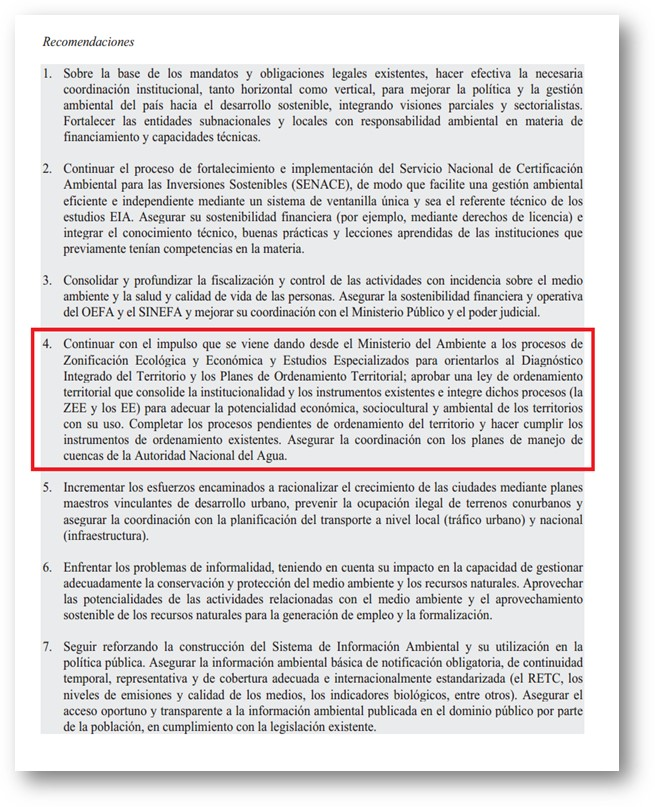 Recomendaciones
1. Sobre la base de los mandatos y obligaciones legales existentes, hacer efectiva la necesaria
coordinación institucional, tanto horizontal como vertical, para mejorar la política y la gestión
ambiental del país hacia el desarrollo sostenible, integrando visiones parciales y sectorialistas.
Fortalecer las entidades subnacionales y locales con responsabilidad ambiental en materia de
financiamiento y capacidades técnicas.
2. Continuar el proceso de fortalecimiento e implementación del Servicio Nacional de Certificación
Ambiental para las Inversiones Sostenibles (SENACE), de modo que facilite una gestión ambiental
eficiente e independiente mediante un sistema de ventanilla única y sea el referente técnico de los
estudios EIA. Asegurar su sostenibilidad financiera (por ejemplo, mediante derechos de licencia) e
integrar el conocimiento técnico, buenas prácticas y lecciones aprendidas de las instituciones que
previamente tenían competencias en la materia.
3. Consolidar y profundizar la fiscalización y control de las actividades con incidencia sobre el medio
ambiente y la salud y calidad de vida de las personas. Asegurar la sostenibilidad financiera y operativa
del OEFA y el SINEFA y mejorar su coordinación con el Ministerio Público y el poder judicial.
4. Continuar con el impulso que se viene dando desde el Ministerio del Ambiente a los procesos de
Zonificación Ecológica y Económica y Estudios Especializados para orientarlos al Diagnóstico
Integrado del Territorio y los Planes de Ordenamiento Territorial; aprobar una ley de ordenamiento
territorial que consolide la institucionalidad y los instrumentos existentes e integre dichos procesos (la
ZEE y los EE) para adecuar la potencialidad económica, sociocultural y ambiental de los territorios
con su uso. Completar los procesos pendientes de ordenamiento del territorio y hacer cumplir los
instrumentos de ordenamiento existentes. Asegurar la coordinación con los planes de manejo de
cuencas de la Autoridad Nacional del Agua.
5. Incrementar los esfuerzos encaminados a racionalizar el crecimiento de las ciudades mediante planes
maestros vinculantes de desarrollo urbano, prevenir la ocupación ilegal de terrenos conurbanos y
asegurar la coordinación con la planificación del transporte a nivel local (tráfico urbano) y nacional
(infraestructura).
6. Enfrentar los problemas de informalidad, teniendo en cuenta su impacto en la capacidad de gestionar
adecuadamente la conservación y protección del medio ambiente y los recursos naturales. Aprovechar
las potencialidades de las actividades relacionadas con el medio ambiente y el aprovechamiento
sostenible de los recursos naturales para la generación de empleo y la formalización.
7. Seguir reforzando la construcción del Sistema de Información Ambiental y su utilización en la
política pública. Asegurar la información ambiental básica de notificación obligatoria, de continuidad
temporal, representativa y de cobertura adecuada e internacionalmente estandarizada (el RETC, los
niveles de emisiones y calidad de los medios, los indicadores biológicos, entre otros). Asegurar el
acceso oportuno y transparente a la información ambiental publicada en el dominio público por parte
de la población, en cumplimiento con la legislación existente.